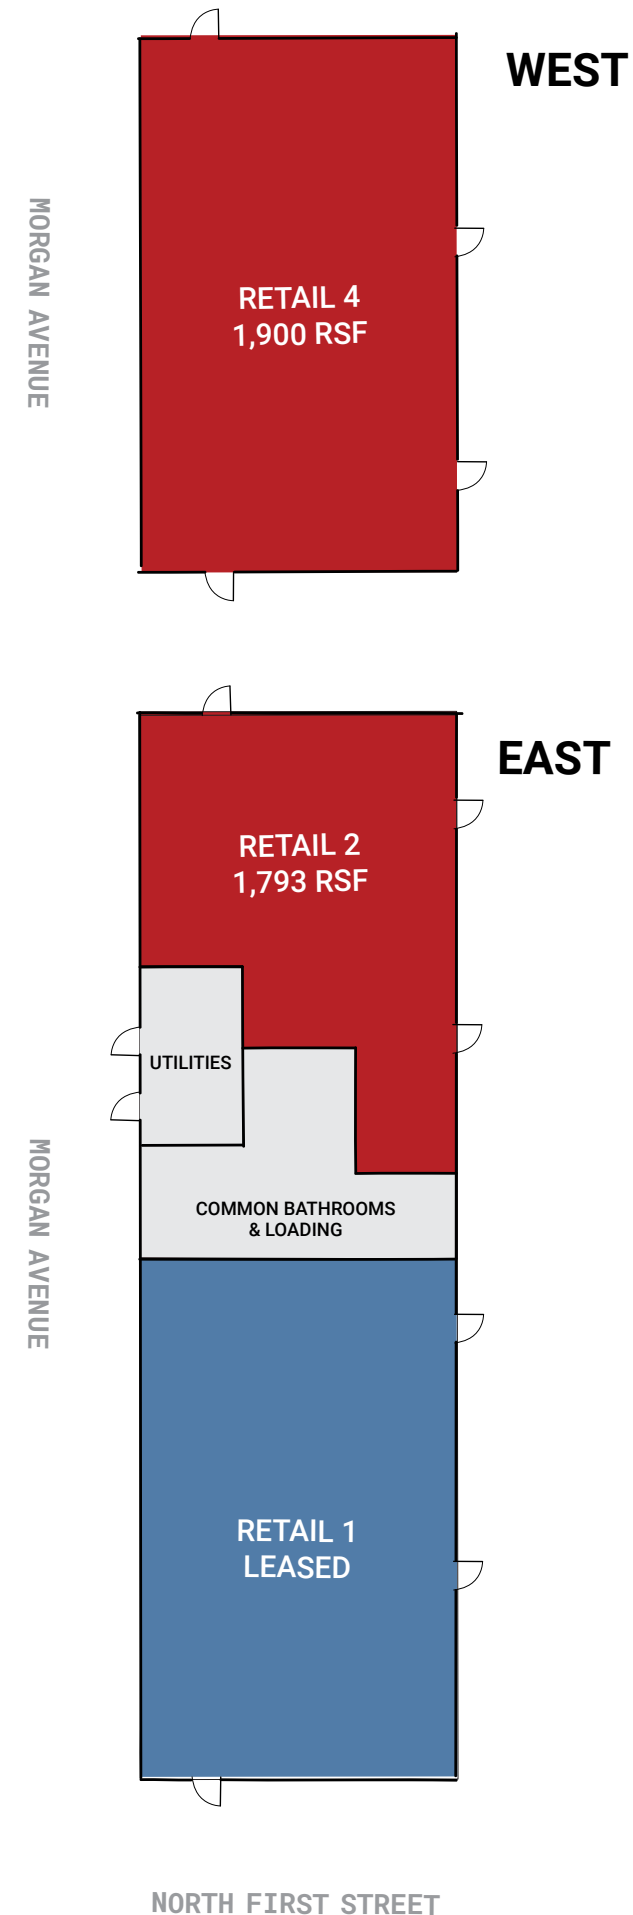 WEST
MORGAN AVENUE
RETAIL 4
1,900 RSF
EAST
RETAIL 2
1,793 RSF
UTILITIES
MORGAN AVENUE
COMMON BATHROOMS
& LOADING
RETAIL 1
LEASED
NORTH FIRST STREET